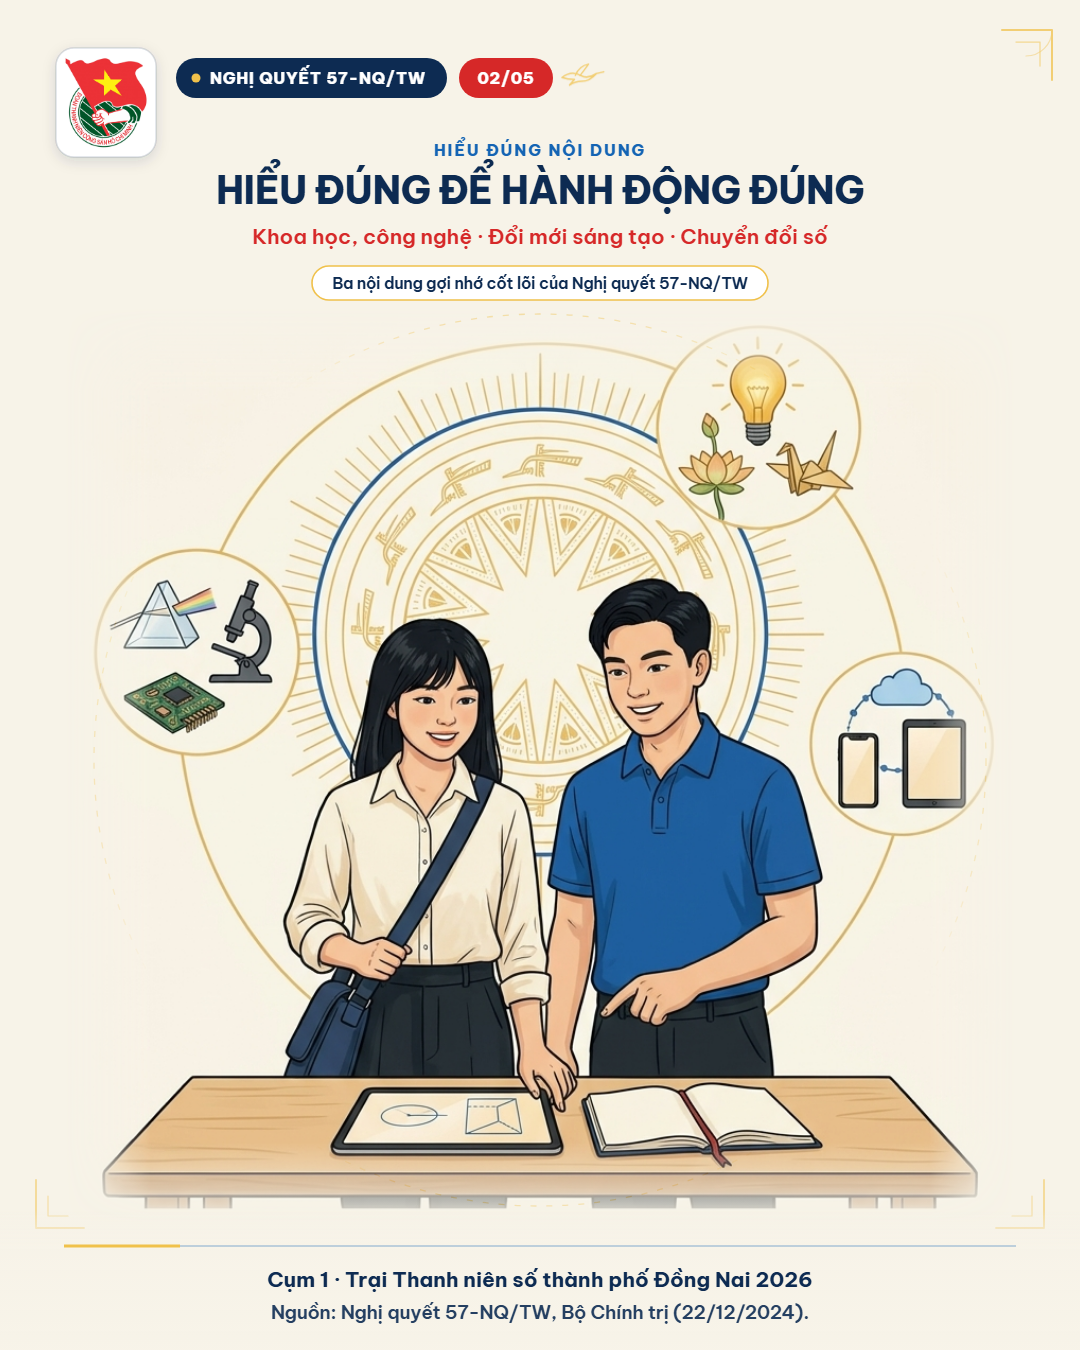 NGHỊ QUYẾT 57-NQ/TW
02/05
HIỂU ĐÚNG NỘI DUNG
HIỂU ĐÚNG ĐỂ HÀNH ĐỘNG ĐÚNG
Khoa học, công nghệ · Đổi mới sáng tạo · Chuyển đổi số
Ba nội dung gợi nhớ cốt lõi của Nghị quyết 57-NQ/TW
Cụm 1 · Trại Thanh niên số thành phố Đồng Nai 2026
Nguồn: Nghị quyết 57-NQ/TW, Bộ Chính trị (22/12/2024).